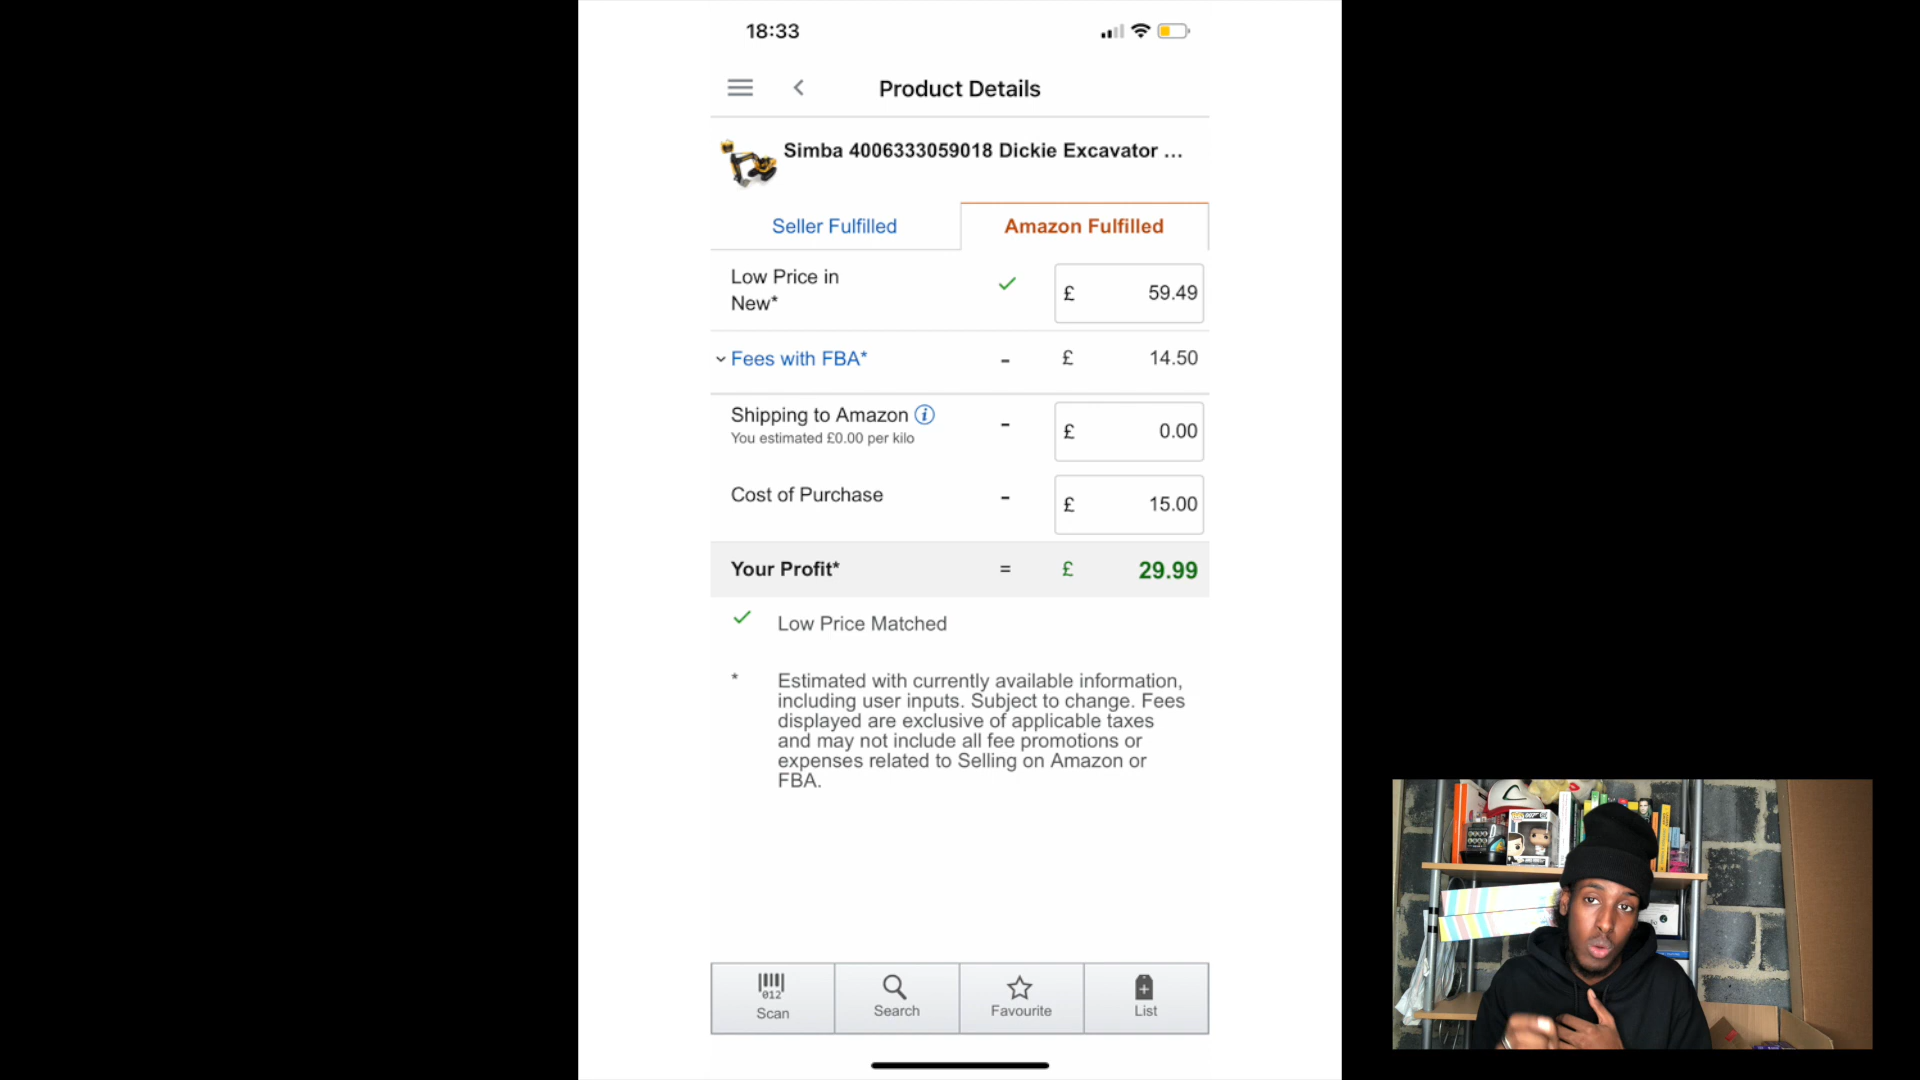 18:33
Product Details
Simba 4006333059018 Dickie Excavator ...
Seller Fulfilled
Amazon Fulfilled
Low Price in
New*
£ 59.49
Fees with FBA* - £ 14.50
Shipping to Amazon i
You estimated £0.00 per kilo
- £ 0.00
Cost of Purchase - £ 15.00
Your Profit* = £ 29.99
Low Price Matched
* Estimated with currently available information,
including user inputs. Subject to change. Fees
displayed are exclusive of applicable taxes
and may not include all fee promotions or
expenses related to Selling on Amazon or
FBA.
012
Scan
Search
Favourite
List
007